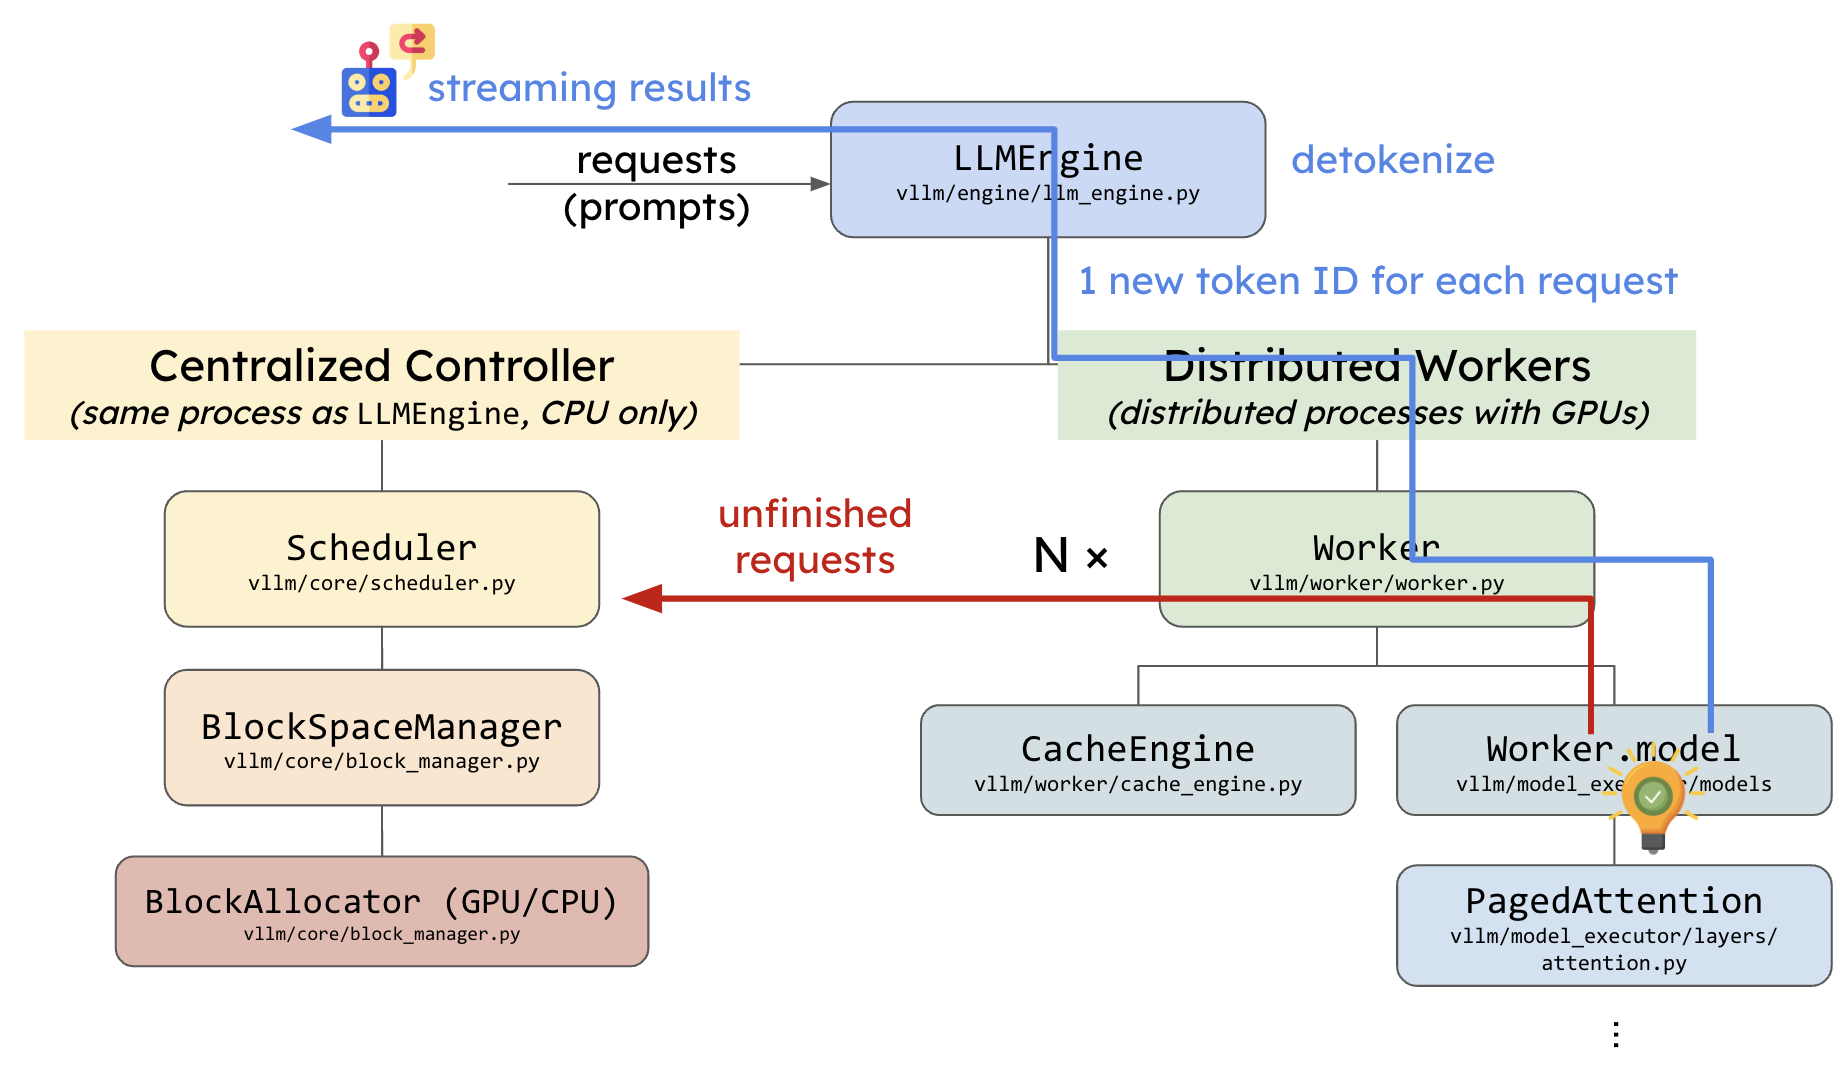 streaming results
requests
(prompts)
LLMEngine
vllm/engine/llm_engine.py
detokenize
1 new token ID for each request
Centralized Controller
(same process as LLMEngine, CPU only)
Distributed Workers
(distributed processes with GPUs)
Scheduler
vllm/core/scheduler.py
unfinished
requests
N ×
Worker
vllm/worker/worker.py
BlockSpaceManager
vllm/core/block_manager.py
CacheEngine
vllm/worker/cache_engine.py
Worker.model
/models
BlockAllocator (GPU/CPU)
vllm/core/block_manager.py
PagedAttention
vllm/model_executor/layers/
attention.py
⋮